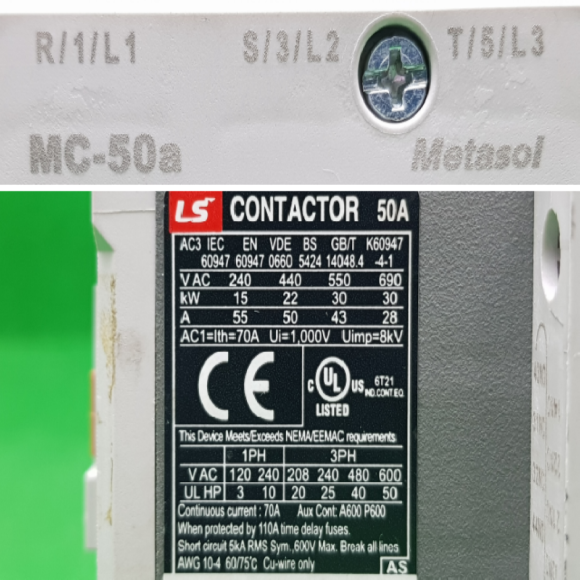 R/1/L1 S/3/L2 T/5/L3
MC-50a Metasol
LS CONTACTOR 50A
AC3 IEC EN VDE BS GB/T K60947
60947 60947 0660 5424 14048.4 -4-1
V AC 240 440 550 690
kW 15 22 30 30
A 55 50 43 28
AC1=Ith=70A Ui=1,000V Uimp=8kV
CE
C UL US 6T21
IND.CONT.EQ.
LISTED
This Device Meets/Exceeds NEMA/EEMAC requirements
1PH 3PH
V AC 120 240 208 240 480 600
UL HP 3 10 20 25 40 50
Continuous current : 70A Aux Cont: A600 P600
When protected by 110A time delay fuses.
Short circuit 5kA RMS Sym.,600V Max. Break all lines
AWG 10-4 60/75°c Cu-wire only AS